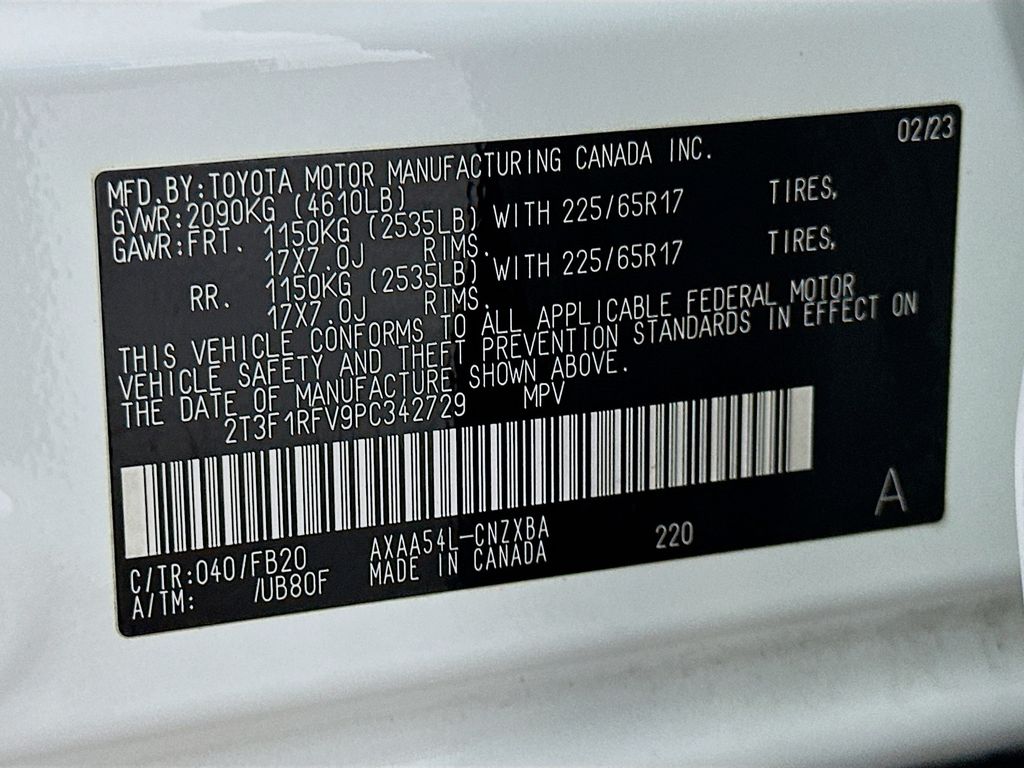 02/23
MFD.BY:TOYOTA MOTOR MANUFACTURING CANADA INC.
GVWR:2090KG (4610LB)
GAWR:FRT. 1150KG (2535LB) WITH 225/65R17 TIRES,
17X7.0J RIMS.
RR. 1150KG (2535LB) WITH 225/65R17 TIRES,
17X7.0J RIMS.
THIS VEHICLE CONFORMS TO ALL APPLICABLE FEDERAL MOTOR
VEHICLE SAFETY AND THEFT PREVENTION STANDARDS IN EFFECT ON
THE DATE OF MANUFACTURE SHOWN ABOVE.
2T3F1RFV9PC342729 MPV
C/TR:040/FB20 AXAA54L-CNZXBA 220 A
A/TM: /UB80F MADE IN CANADA